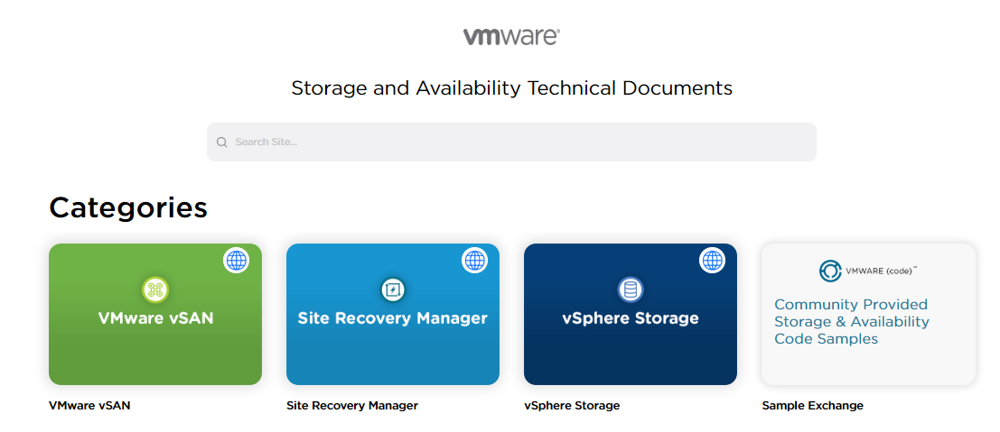 vmware®
Storage and Availability Technical Documents
Search Site...
Categories
VMware vSAN
Site Recovery Manager
vSphere Storage
VMWARE {code}™
Community Provided
Storage & Availability
Code Samples
VMware vSAN
Site Recovery Manager
vSphere Storage
Sample Exchange